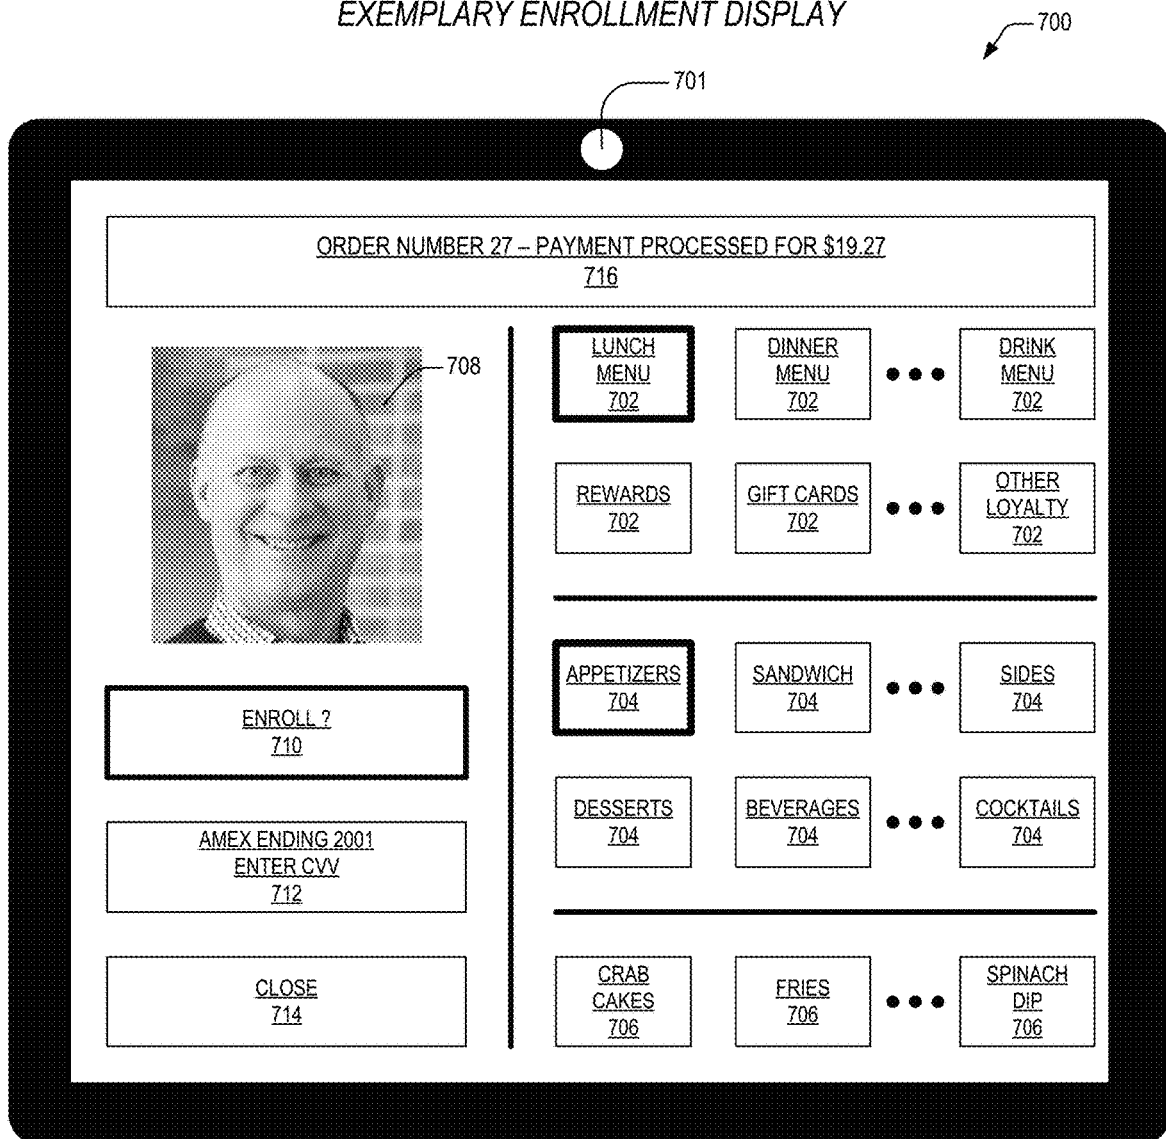 EXEMPLARY ENROLLMENT DISPLAY
700
701
ORDER NUMBER 27 – PAYMENT PROCESSED FOR $19.27
716
708
ENROLL ?
710
AMEX ENDING 2001
ENTER CVV
712
CLOSE
714
LUNCH
MENU
702
DINNER
MENU
702
DRINK
MENU
702
REWARDS
702
GIFT CARDS
702
OTHER
LOYALTY
702
APPETIZERS
704
SANDWICH
704
SIDES
704
DESSERTS
704
BEVERAGES
704
COCKTAILS
704
CRAB
CAKES
706
FRIES
706
SPINACH
DIP
706